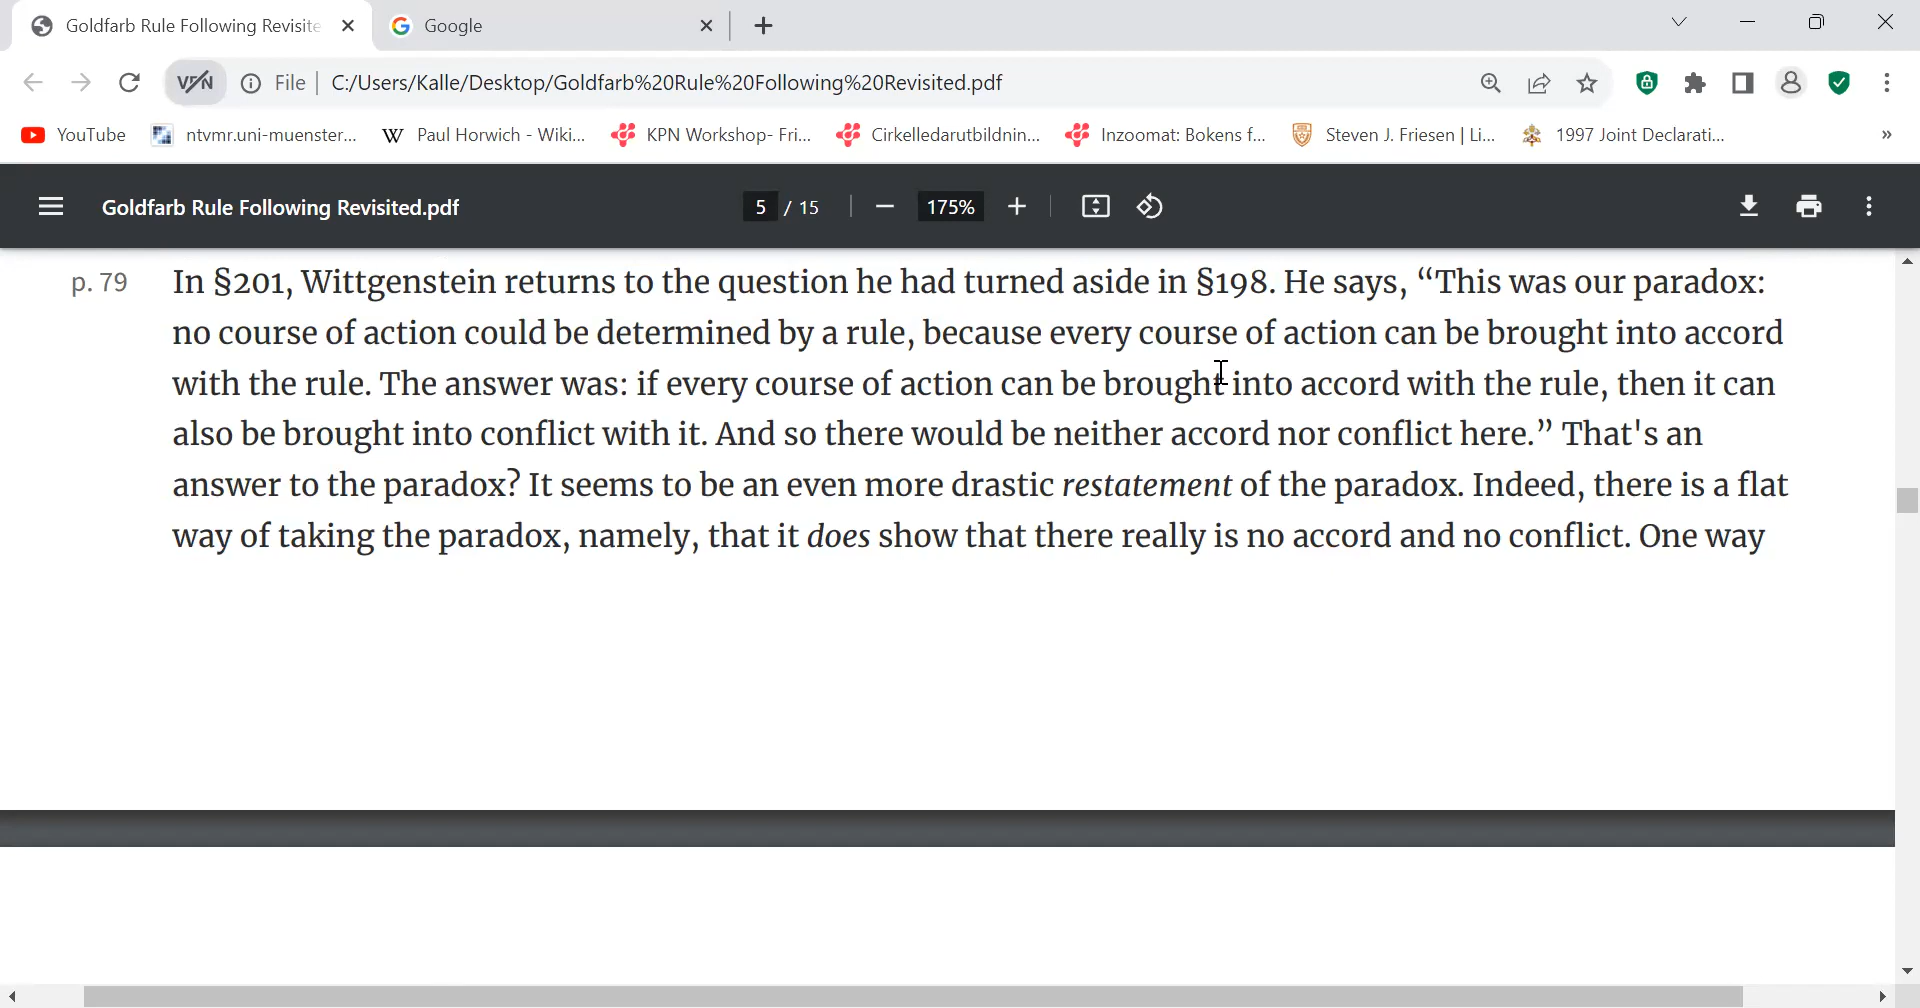 Goldfarb Rule Following Revisite
Google
VPN
File
C:/Users/Kalle/Desktop/Goldfarb%20Rule%20Following%20Revisited.pdf
YouTube
ntvmr.uni-muenster...
W Paul Horwich - Wiki...
KPN Workshop- Fri...
Cirkelledarutbildnin...
Inzoomat: Bokens f...
Steven J. Friesen | Li...
1997 Joint Declarati...
»
Goldfarb Rule Following Revisited.pdf
5 / 15
175%
p. 79
In §201, Wittgenstein returns to the question he had turned aside in §198. He says, “This was our paradox:
no course of action could be determined by a rule, because every course of action can be brought into accord
with the rule. The answer was: if every course of action can be brought into accord with the rule, then it can
also be brought into conflict with it. And so there would be neither accord nor conflict here.” That's an
answer to the paradox? It seems to be an even more drastic restatement of the paradox. Indeed, there is a flat
way of taking the paradox, namely, that it does show that there really is no accord and no conflict. One way